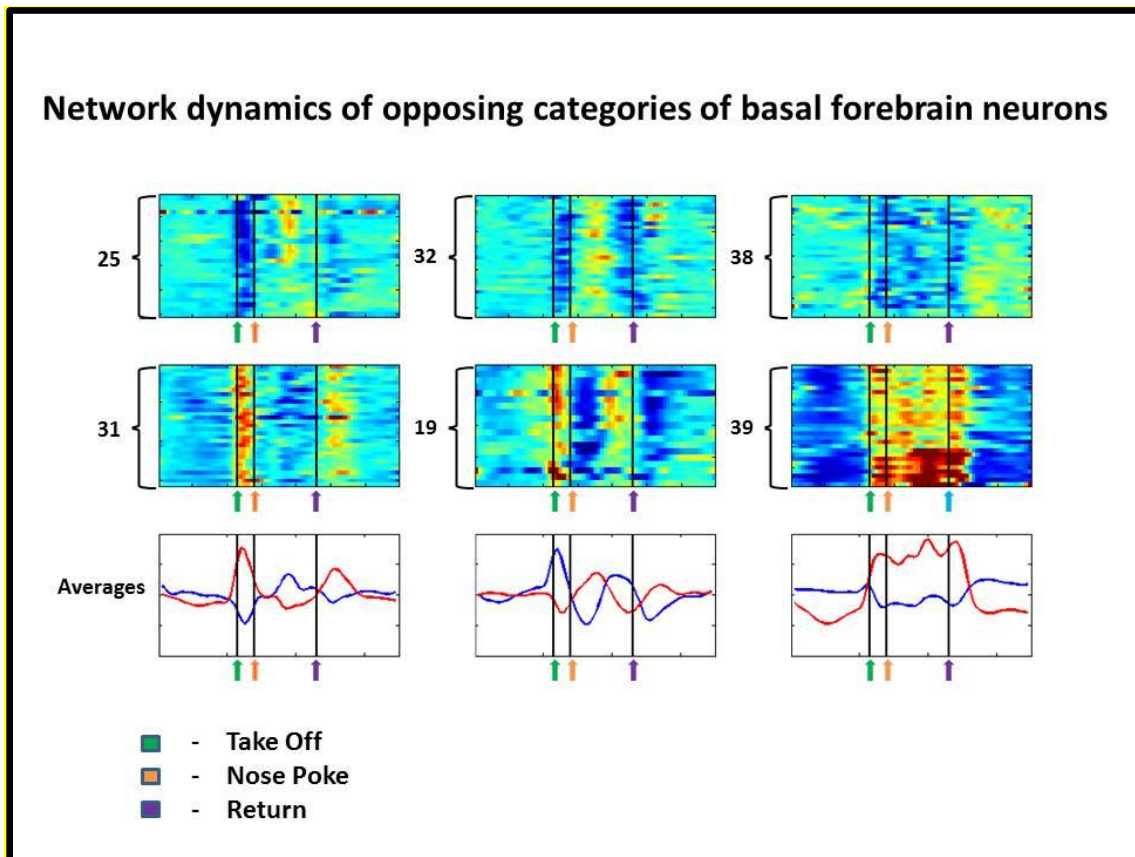 Network dynamics of opposing categories of basal forebrain neurons
25
32
38
31
19
39
Averages
- Take Off
- Nose Poke
- Return